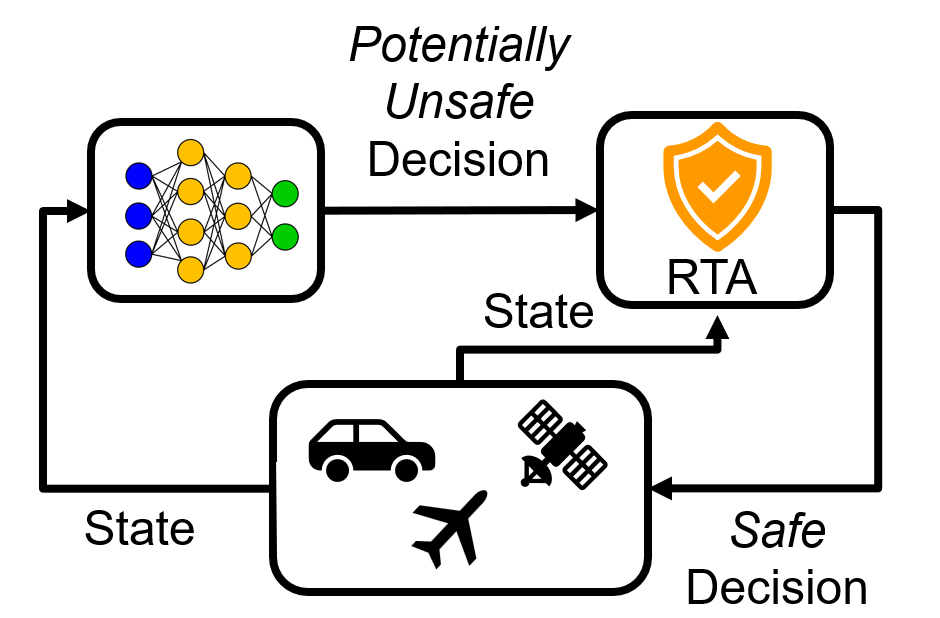 Potentially
Unsafe
Decision
RTA
State
State
Safe
Decision